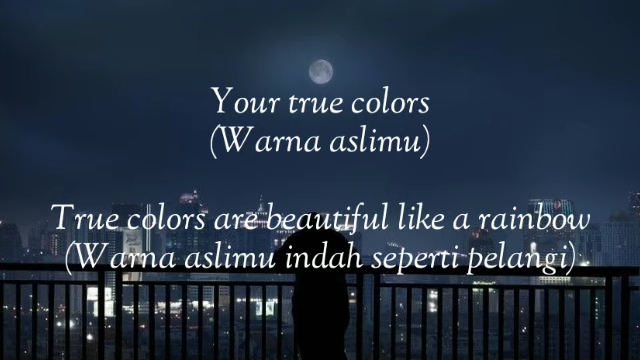 Your true colors
(Warna aslimu)
True colors are beautiful like a rainbow
(Warna aslimu indah seperti pelangi)